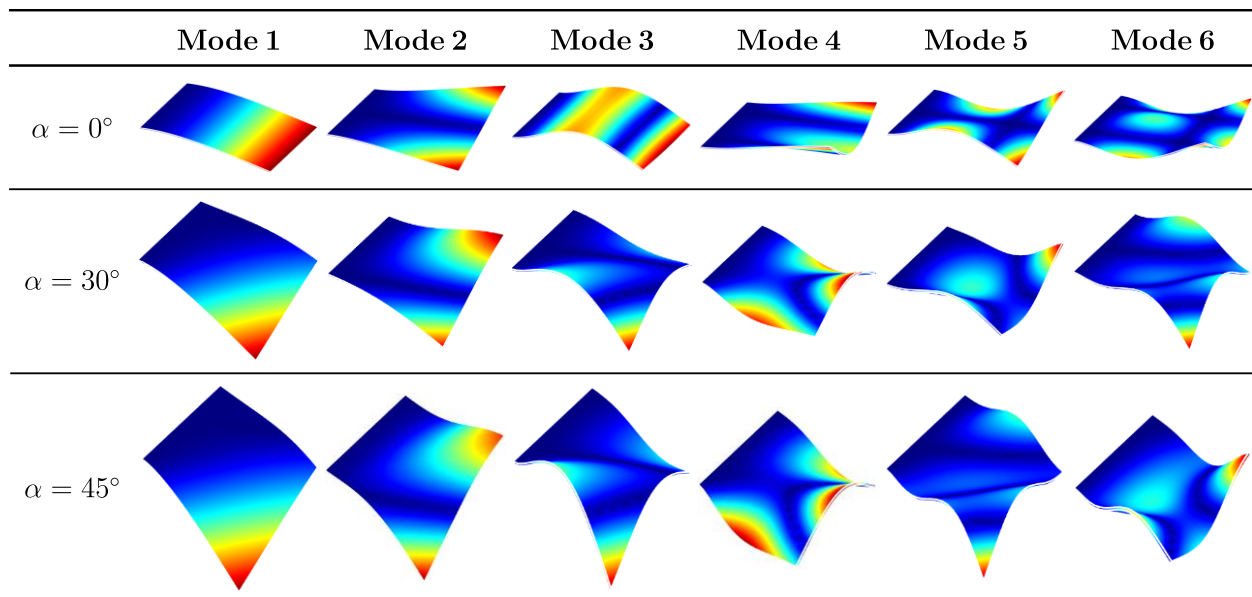 Mode 1 Mode 2 Mode 3 Mode 4 Mode 5 Mode 6
α = 0°
α = 30°
α = 45°